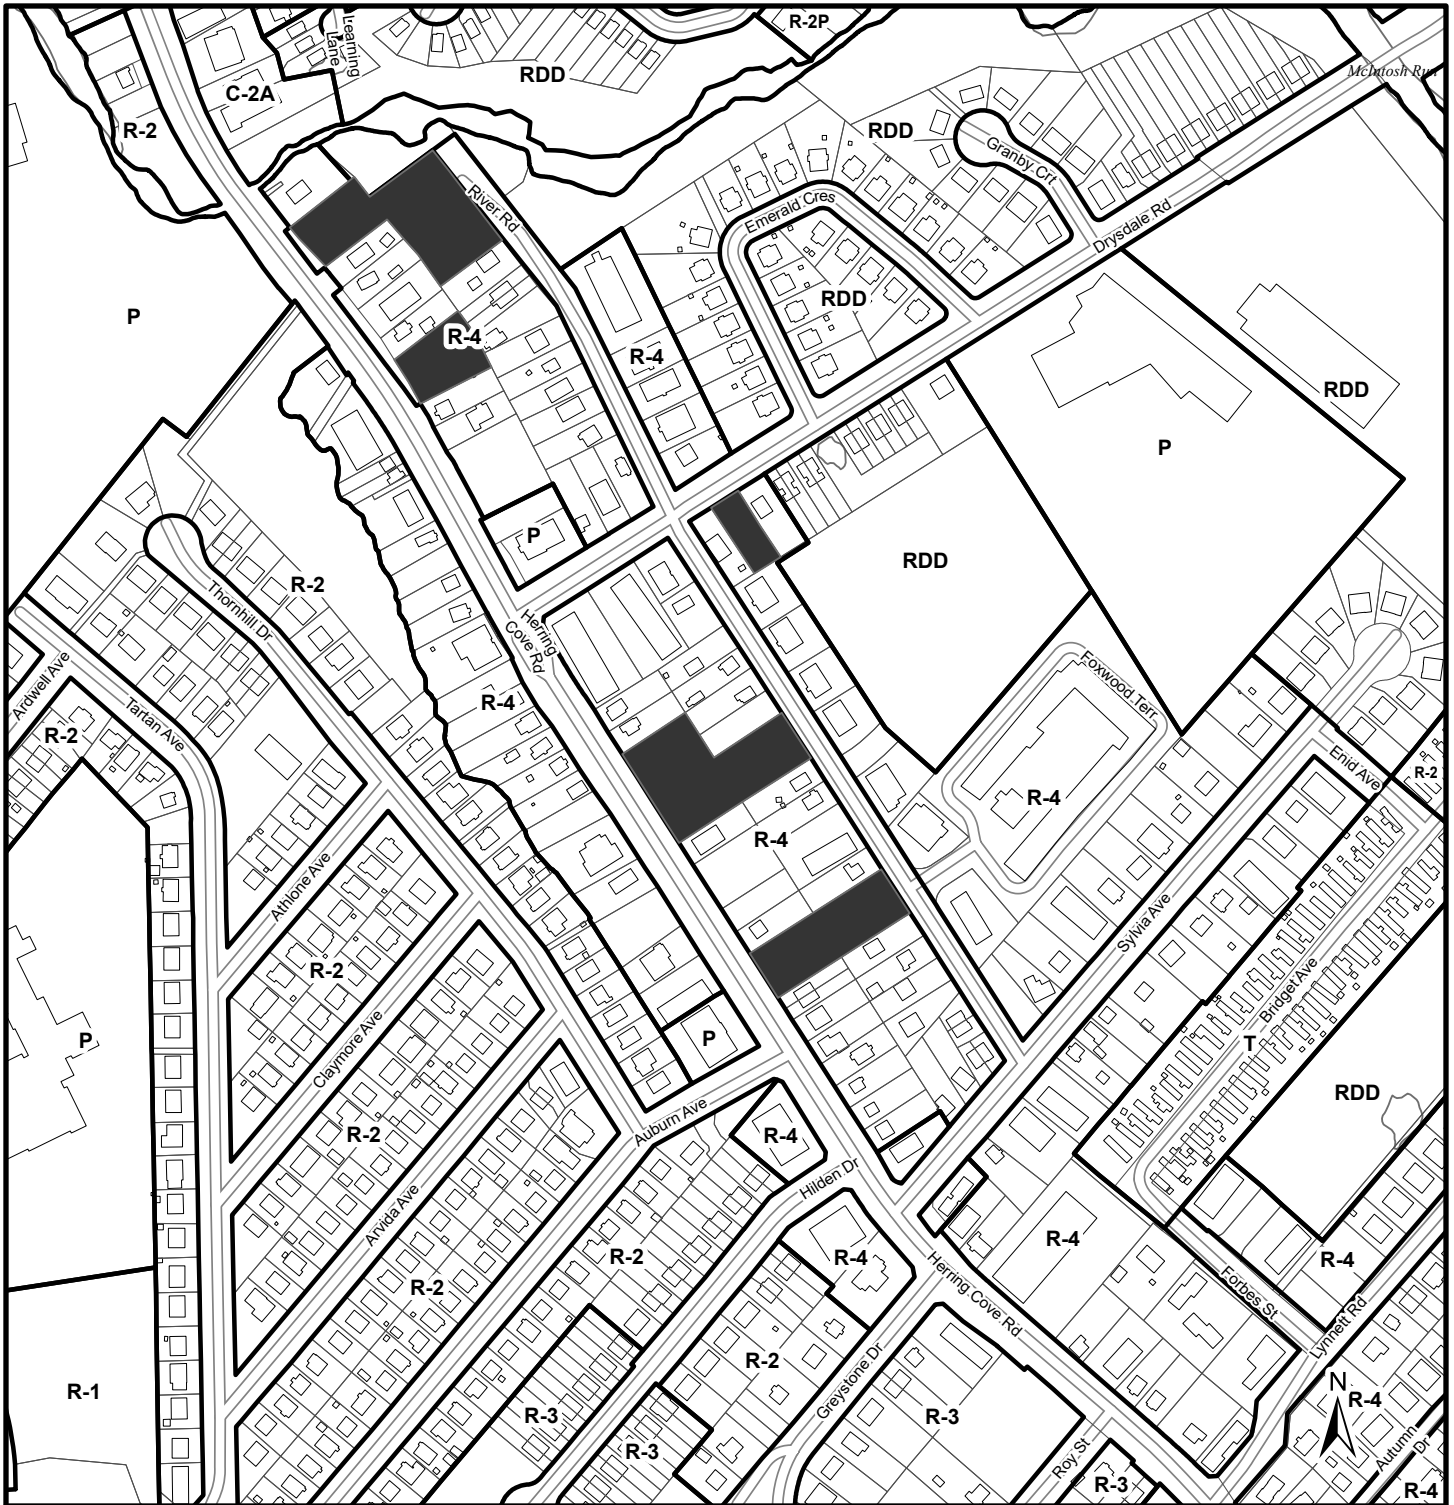 Learning
Lane
R-2P
RDD
C-2A
McIntosh Run
R-2
RDD
Granby Crt
River Rd
Emerald Cres
Drysdale Rd
RDD
P
R-4
R-4
RDD
P
P
RDD
R-2
Thornhill Dr
Herring
Cove Rd
Foxwood Terr
Ardwell Ave
Tartan Ave
R-4
R-2
Enid Ave
R-2
R-4
R-4
Athlone Ave
Sylvia Ave
R-2
Bridget Ave
P
P
T
Claymore Ave
RDD
R-2
Auburn Ave
R-4
Hilden Dr
Arvida Ave
R-2
R-4
R-4
R-4
R-2
Herring Cove Rd
Forbes St
Lynnett Rd
R-2
Greystone Dr
R-1
N
R-4
R-3
R-3
R-3
Roy St
Autumn
Dr
R-3
R-4